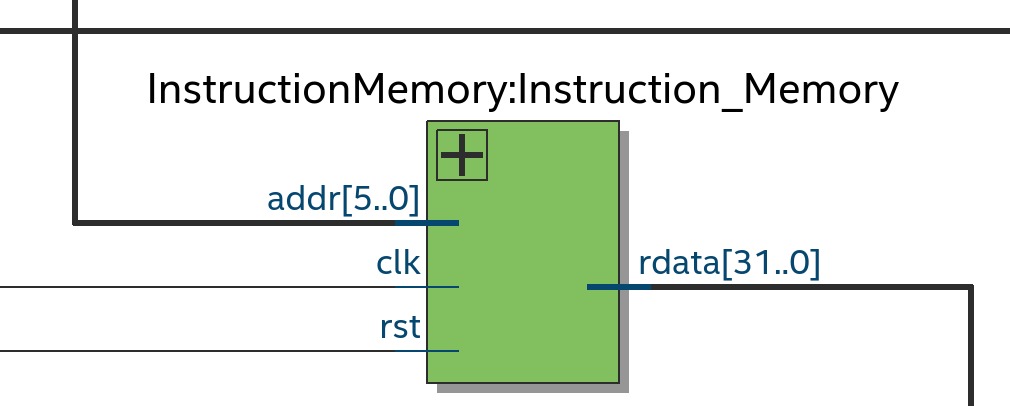 InstructionMemory:Instruction_Memory
addr[5..0]
clk
rdata[31..0]
rst